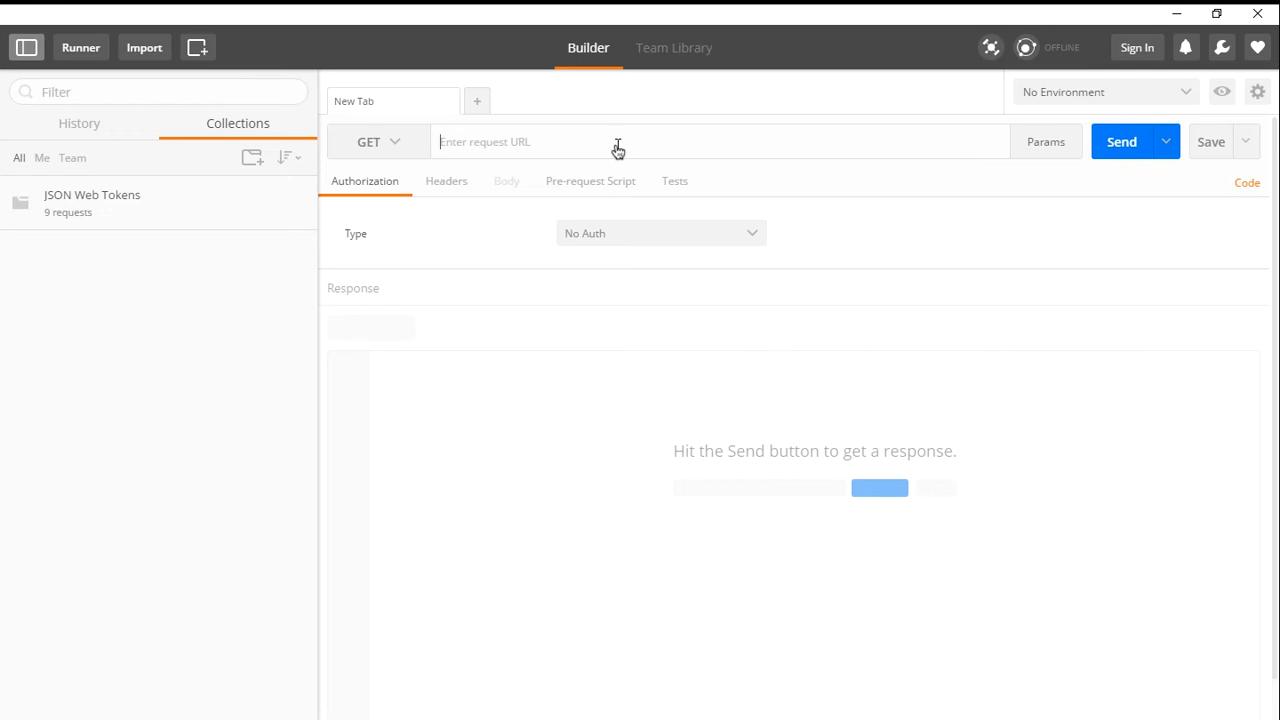 Runner
Import
Builder
Team Library
OFFLINE
Sign In
Filter
History
Collections
All Me Team
JSON Web Tokens
9 requests
New Tab
+
No Environment
GET
Enter request URL
Params
Send
Save
Authorization
Headers
Body
Pre-request Script
Tests
Code
Type
No Auth
Response
Hit the Send button to get a response.